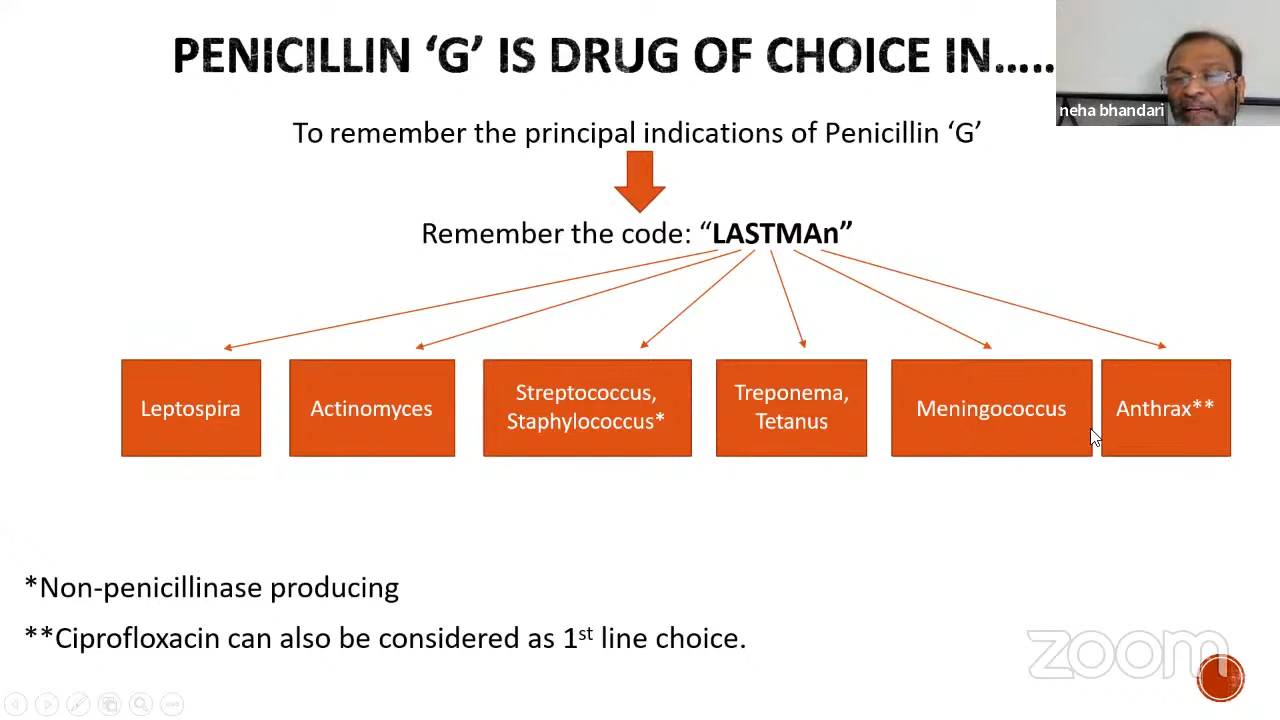 PENICILLIN ‘G’ IS DRUG OF CHOICE IN.....
neha bhandari
To remember the principal indications of Penicillin ‘G’
Remember the code: “LASTMAn”
Leptospira
Actinomyces
Streptococcus,
Staphylococcus*
Treponema,
Tetanus
Meningococcus
Anthrax**
*Non-penicillinase producing
**Ciprofloxacin can also be considered as 1st line choice.
zoom